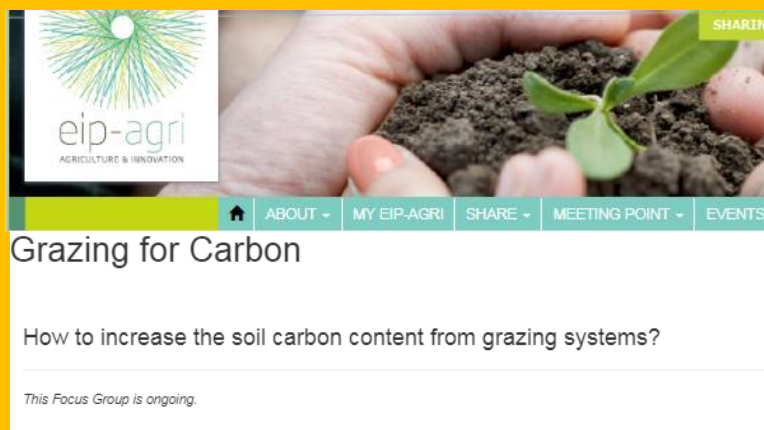 SHARIN
eip-agri
AGRICULTURE & INNOVATION
ABOUT MY EIP-AGRI SHARE MEETING POINT EVENTS
Grazing for Carbon
How to increase the soil carbon content from grazing systems?
This Focus Group is ongoing.